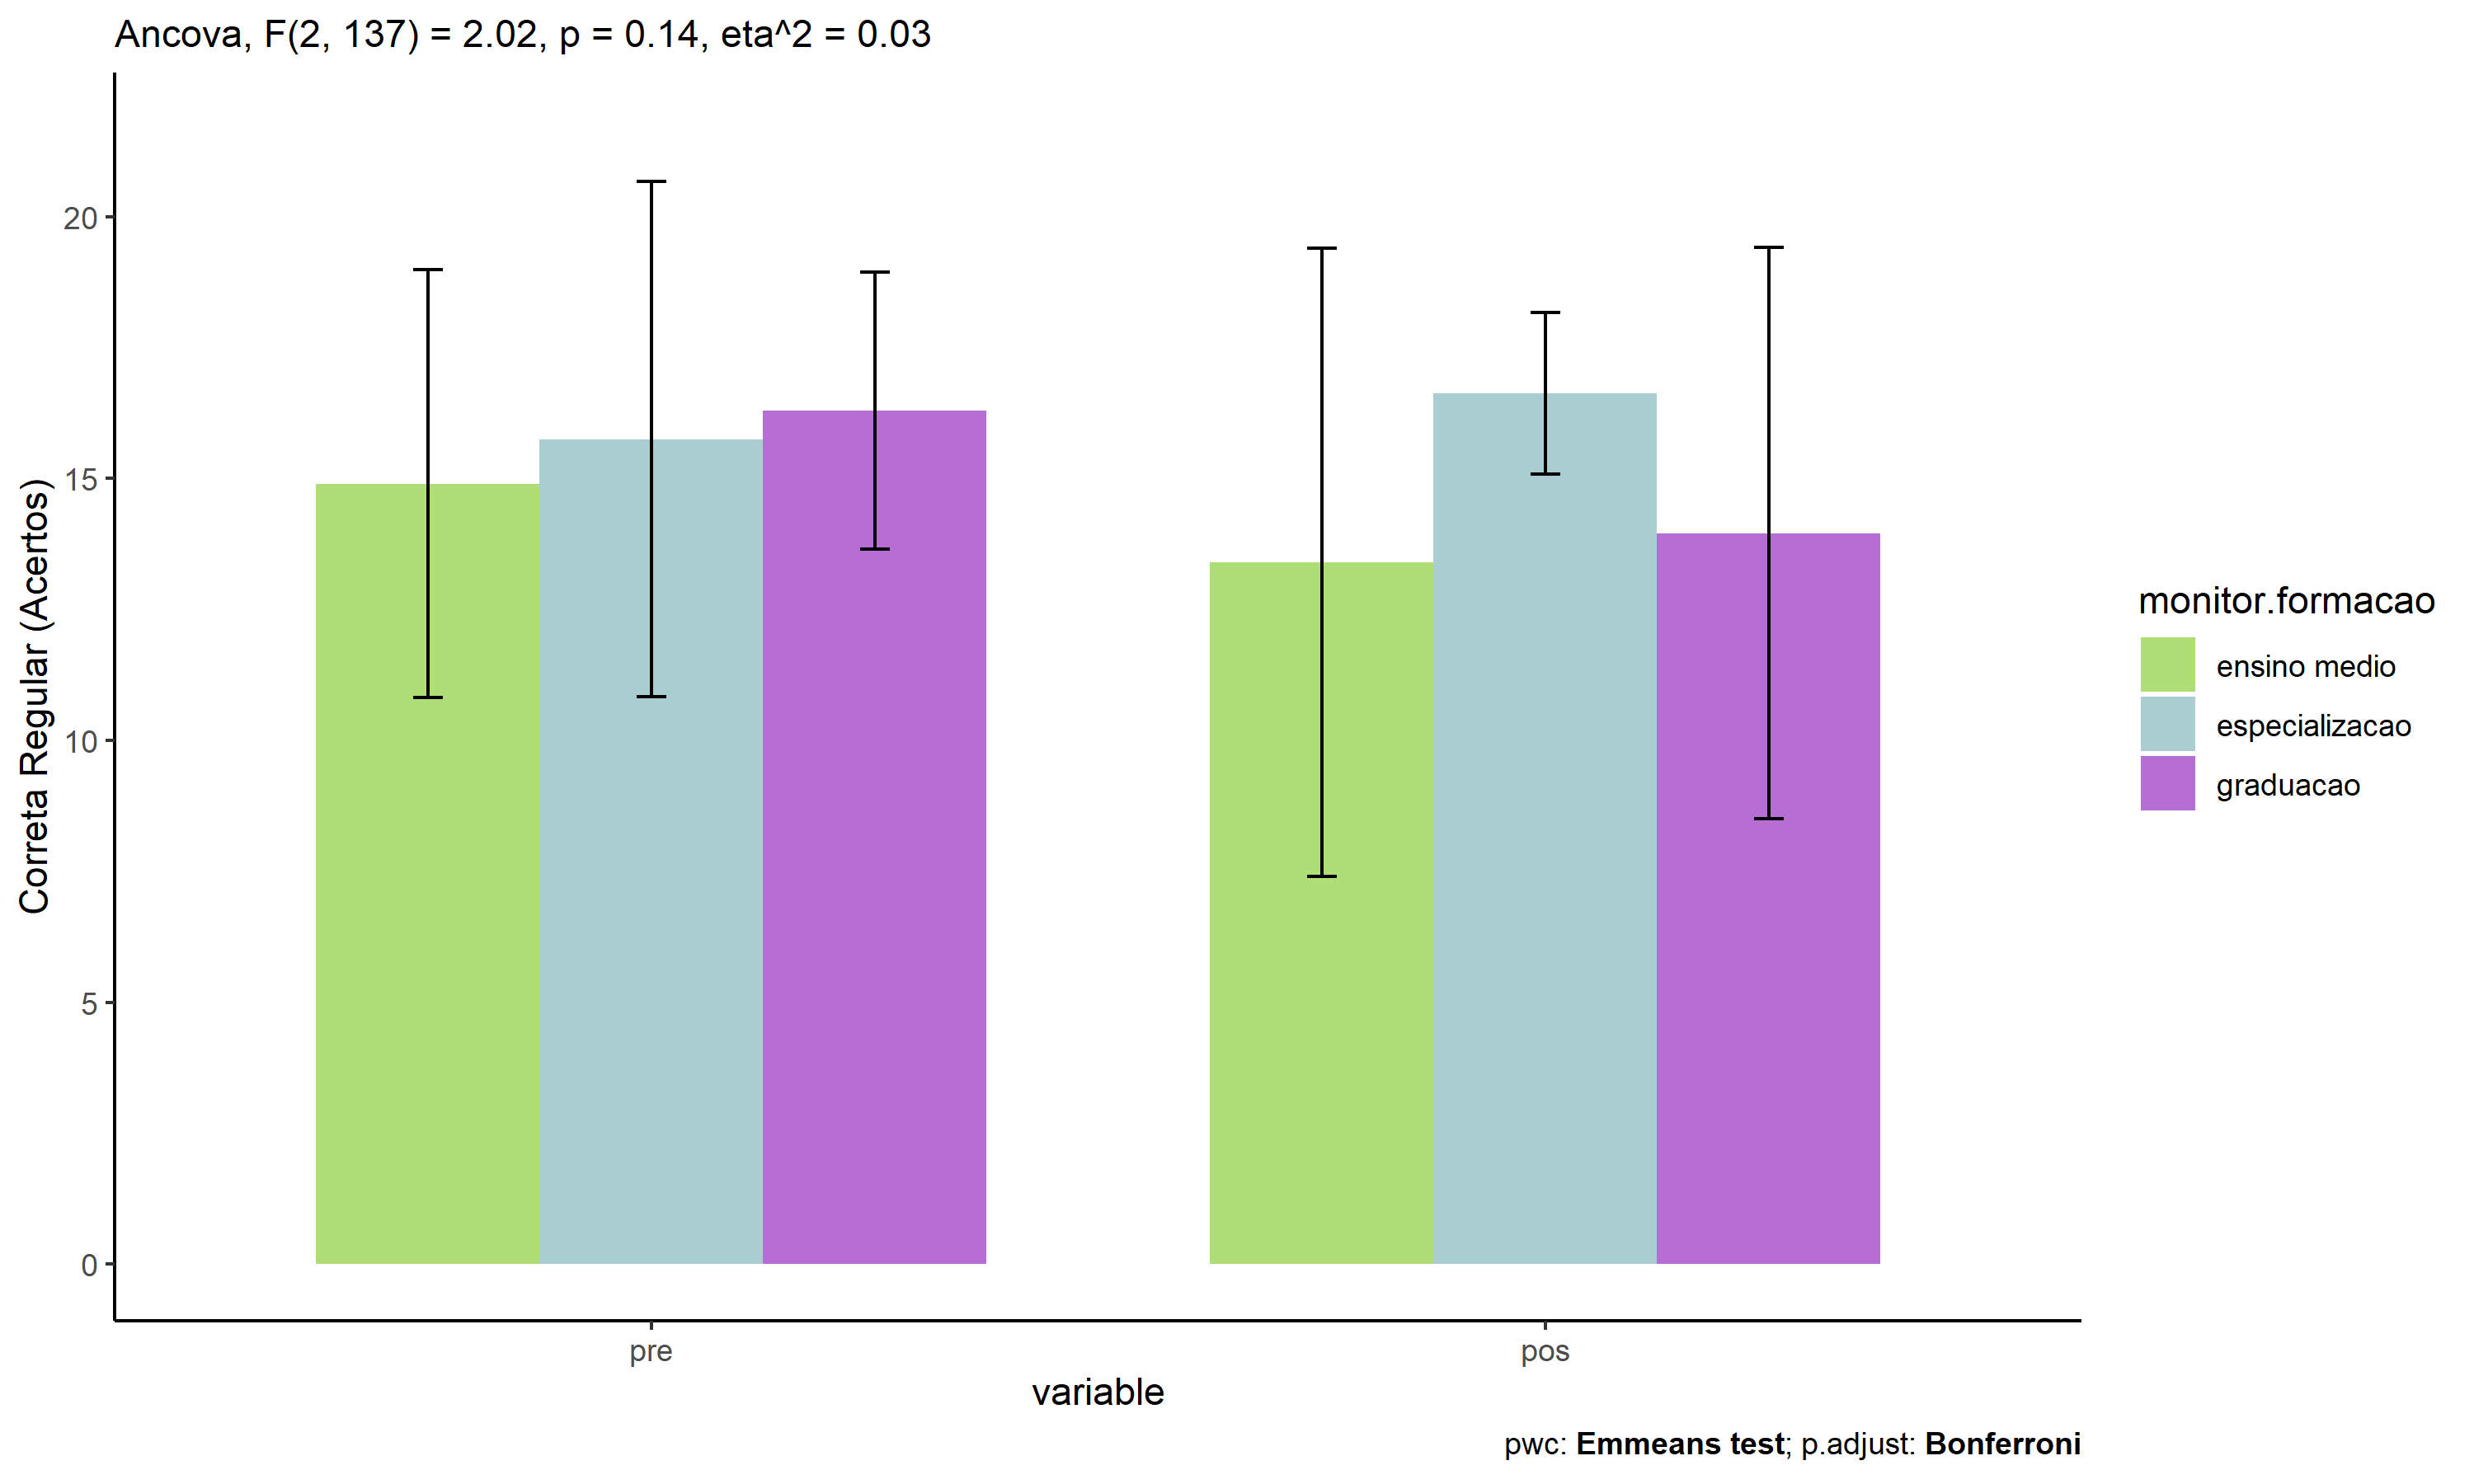 Ancova, F(2, 137) = 2.02, p = 0.14, eta^2 = 0.03
Correta Regular (Acertos)
20
15
10
5
0
pre
pos
variable
monitor.formacao
ensino medio
especializacao
graduacao
pwc: Emmeans test; p.adjust: Bonferroni